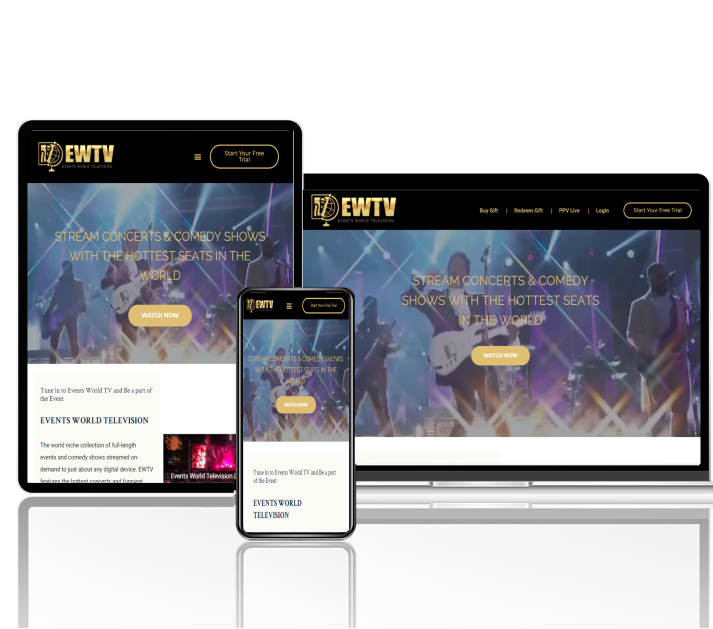 EWTV
EVENTS WORLD TELEVISION
Start Your Free
Trial
STREAM CONCERTS & COMEDY SHOWS
WITH THE HOTTEST SEATS IN THE
WORLD
WATCH NOW
Tune in to Events World TV and Be a part of
the Event
EVENTS WORLD TELEVISION
The world niche collection of full-length
events and comedy shows streamed on-
demand to just about any digital device. EWTV
features the hottest concerts and funniest
Events World Television
EWTV
Start Your Free Trial
STREAM CONCERTS & COMEDY SHOWS
WITH THE HOTTEST SEATS IN THE
WORLD
WATCH NOW
Tune in to Events World TV and Be a part
of the Event
EVENTS WORLD
TELEVISION
EWTV
EVENTS WORLD TELEVISION
Buy Gift | Redeem Gift | PPV Live | Login
Start Your Free Trial
STREAM CONCERTS & COMEDY
SHOWS WITH THE HOTTEST SEATS
IN THE WORLD
WATCH NOW